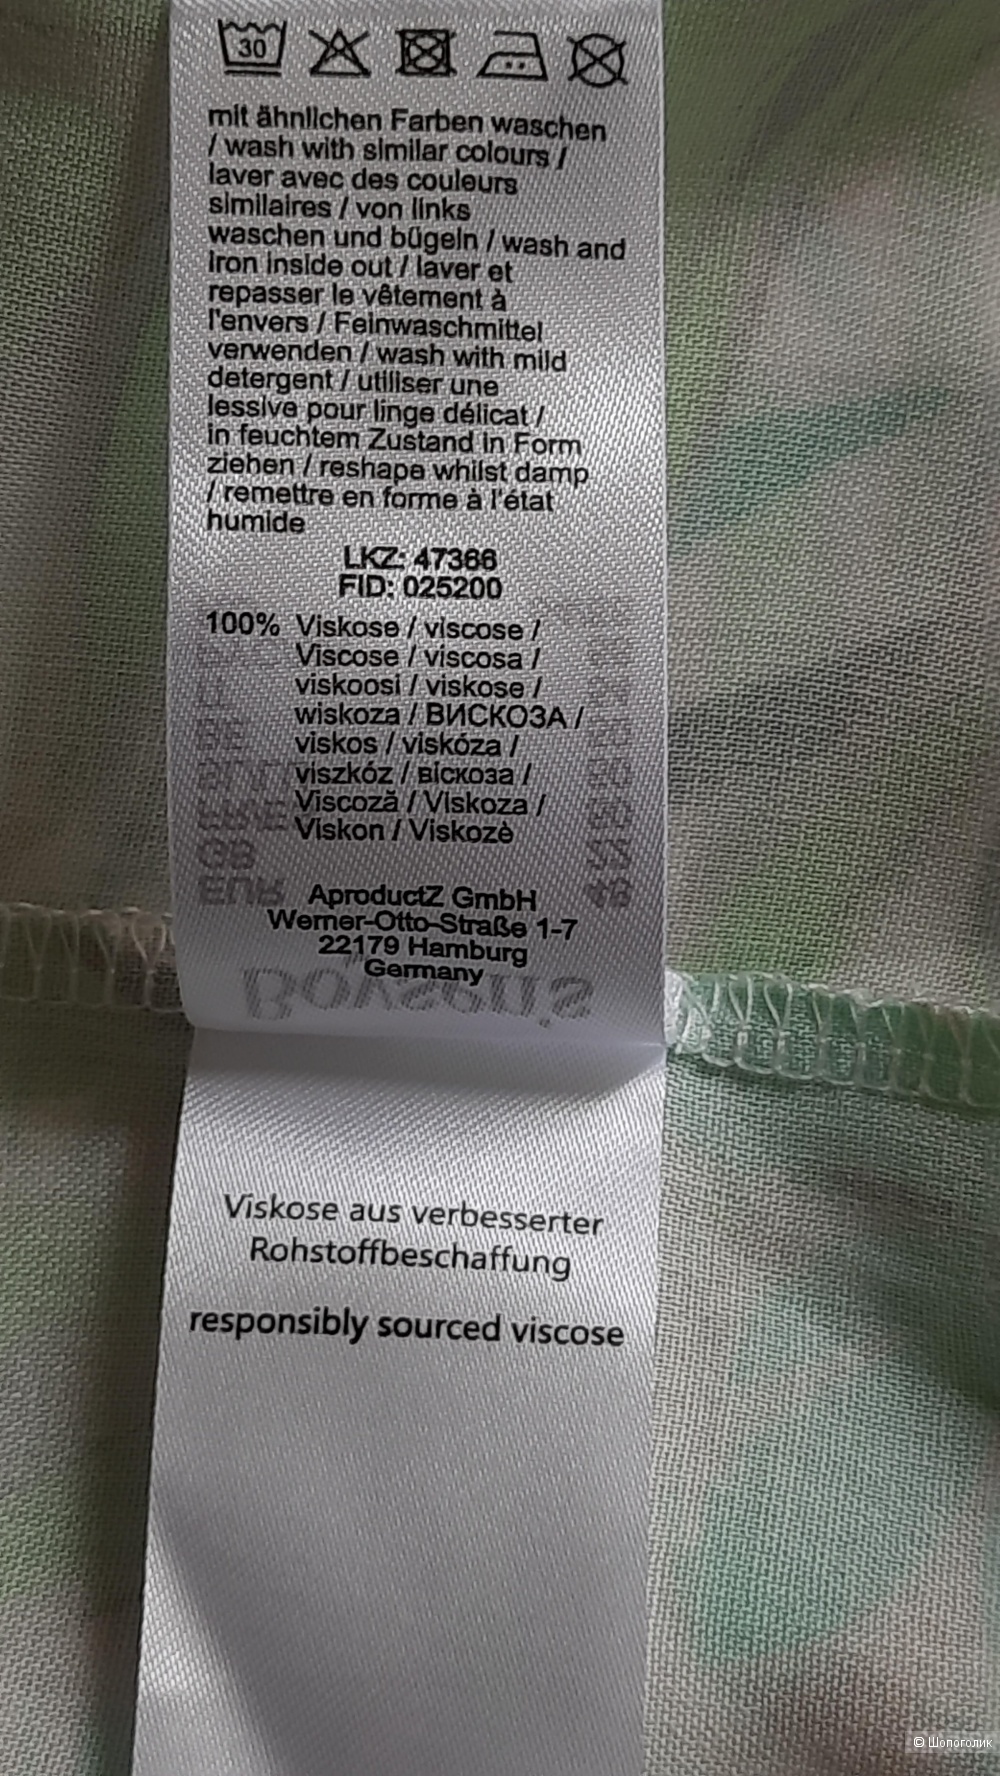 30
mit ähnlichen Farben waschen
/ wash with similar colours /
laver avec des couleurs
similaires / von links
waschen und bügeln / wash and
iron inside out / laver et
repasser le vêtement à
l'envers / Feinwaschmittel
verwenden / wash with mild
detergent / utiliser une
lessive pour linge délicat /
in feuchtem Zustand in Form
ziehen / reshape whilst damp
/ remettre en forme à l'état
humide
LKZ: 47366
FID: 025200
100% Viskose / viscose /
Viscose / viscosa /
viskoosi / viskose /
wiskoza / ВИСКОЗА /
viskos / viskóza /
viszkóz / віскоза /
Viscoză / Viskoza /
Viskon / Viskozė
AproductZ GmbH
Werner-Otto-Straße 1-7
22179 Hamburg
Germany
Viskose aus verbesserter
Rohstoffbeschaffung
responsibly sourced viscose
© Шопоголик